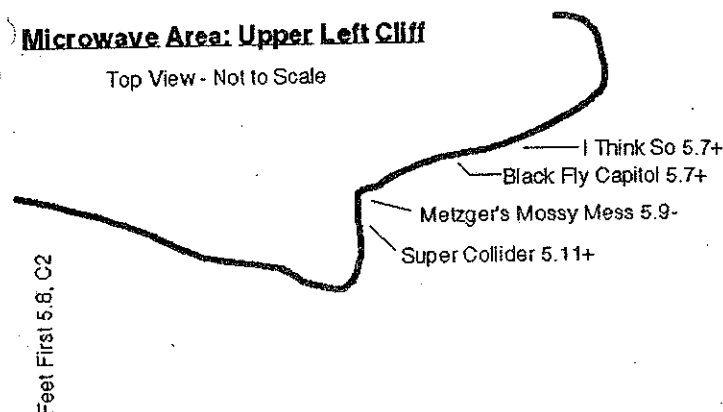 Microwave Area: Upper Left Cliff
Top View - Not to Scale
I Think So 5.7+
Black Fly Capitol 5.7+
Metzger's Mossy Mess 5.9-
Super Collider 5.11+
Feet First 5.8, C2